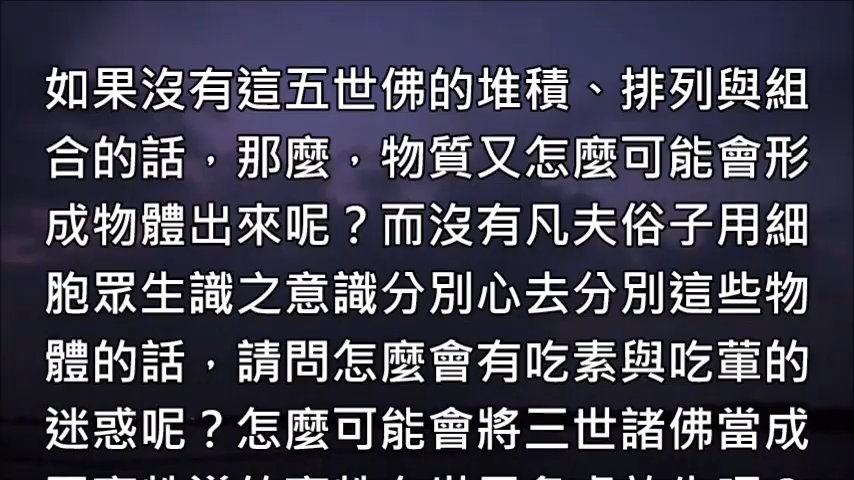 如果沒有這五世佛的堆積、排列與組
合的話，那麼，物質又怎麼可能會形
成物體出來呢？而沒有凡夫俗子用細
胞眾生識之意識分別心去分別這些物
體的話，請問怎麼會有吃素與吃葷的
迷惑呢？怎麼可能會將三世諸佛當成